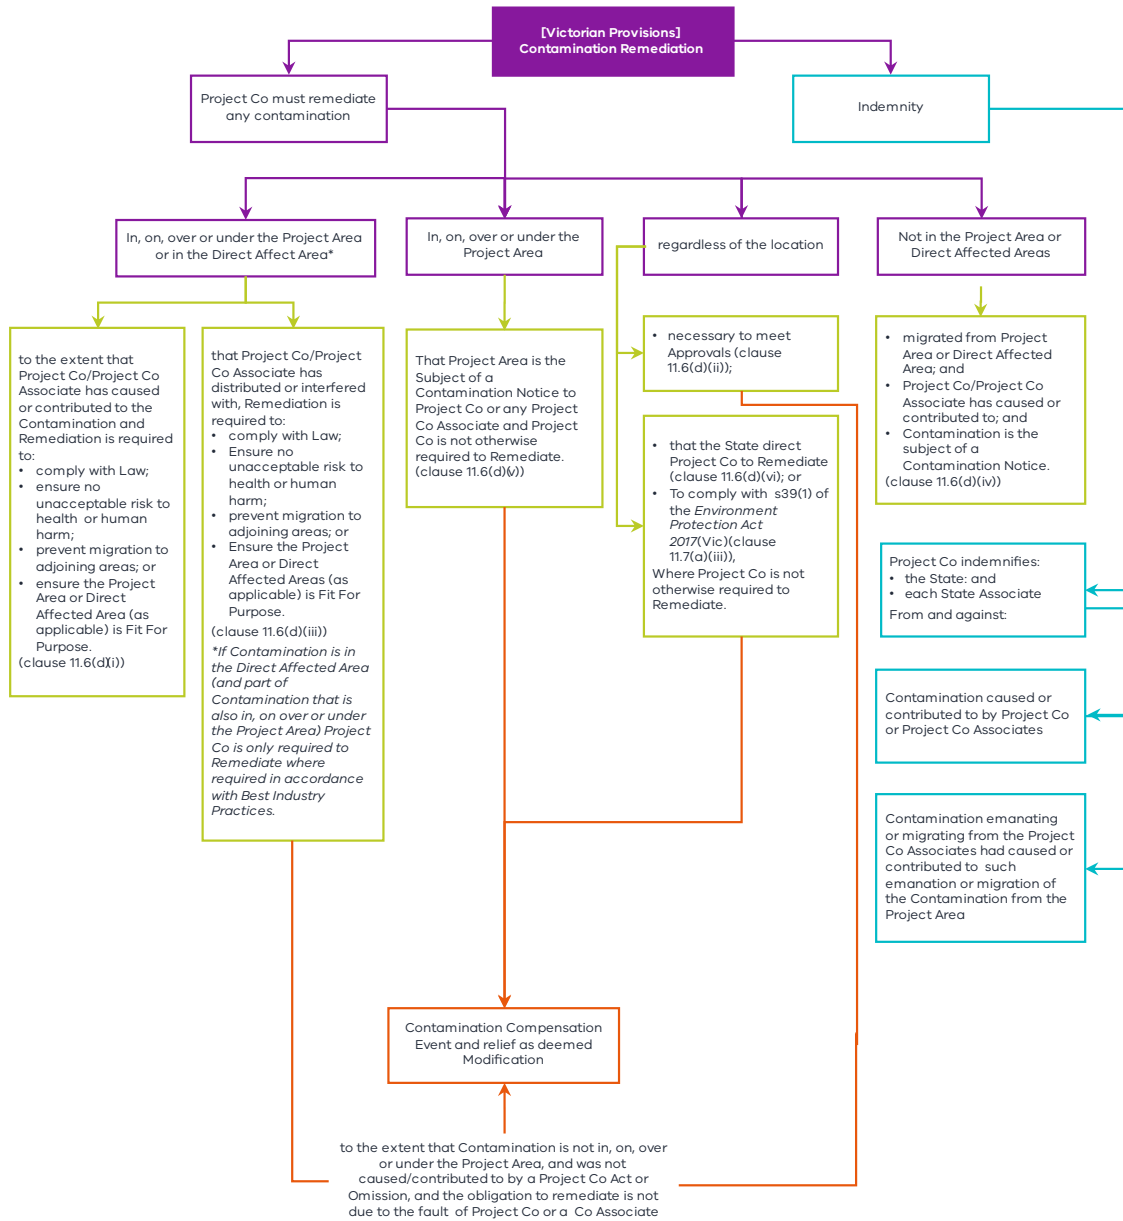 [Victorian Provisions]
Contamination Remediation
Project Co must remediate
any contamination
Indemnity
In, on, over or under the Project Area
or in the Direct Affect Area*
In, on, over or under the
Project Area
regardless of the location
Not in the Project Area or
Direct Affected Areas
to the extent that
Project Co/Project Co
Associate has caused
or contributed to the
Contamination and
Remediation is required
to:
• comply with Law;
• ensure no
unacceptable risk to
health or human
harm;
• prevent migration to
adjoining areas; or
• ensure the Project
Area or Direct
Affected Area (as
applicable) is Fit For
Purpose.
(clause 11.6(d)(i))
that Project Co/Project
Co Associate has
distributed or interfered
with, Remediation is
required to:
• comply with Law;
• Ensure no
unacceptable risk to
health or human
harm;
• prevent migration to
adjoining areas; or
• Ensure the Project
Area or Direct
Affected Areas (as
applicable) is Fit For
Purpose.
(clause 11.6(d)(iii))
*If Contamination is in
the Direct Affected Area
(and part of
Contamination that is
also in, on over or under
the Project Area) Project
Co is only required to
Remediate where
required in accordance
with Best Industry
Practices.
That Project Area is the
Subject of a
Contamination Notice to
Project Co or any Project
Co Associate and Project
Co is not otherwise
required to Remediate.
(clause 11.6(d)(v))
• necessary to meet
Approvals (clause
11.6(d)(ii));
• that the State direct
Project Co to Remediate
(clause 11.6(d)(vi); or
• To comply with s39(1) of
the Environment
Protection Act
2017(Vic)(clause
11.7(a)(iii)),
Where Project Co is not
otherwise required to
Remediate.
• migrated from Project
Area or Direct Affected
Area; and
• Project Co/Project Co
Associate has caused or
contributed to; and
• Contamination is the
subject of a
Contamination Notice.
(clause 11.6(d)(iv))
Project Co indemnifies:
• the State: and
• each State Associate
From and against:
Contamination caused or
contributed to by Project Co
or Project Co Associates
Contamination emanating
or migrating from the Project
Co Associates had caused or
contributed to such
emanation or migration of
the Contamination from the
Project Area
Contamination Compensation
Event and relief as deemed
Modification
to the extent that Contamination is not in, on, over
or under the Project Area, and was not
caused/contributed to by a Project Co Act or
Omission, and the obligation to remediate is not
due to the fault of Project Co or a Co Associate